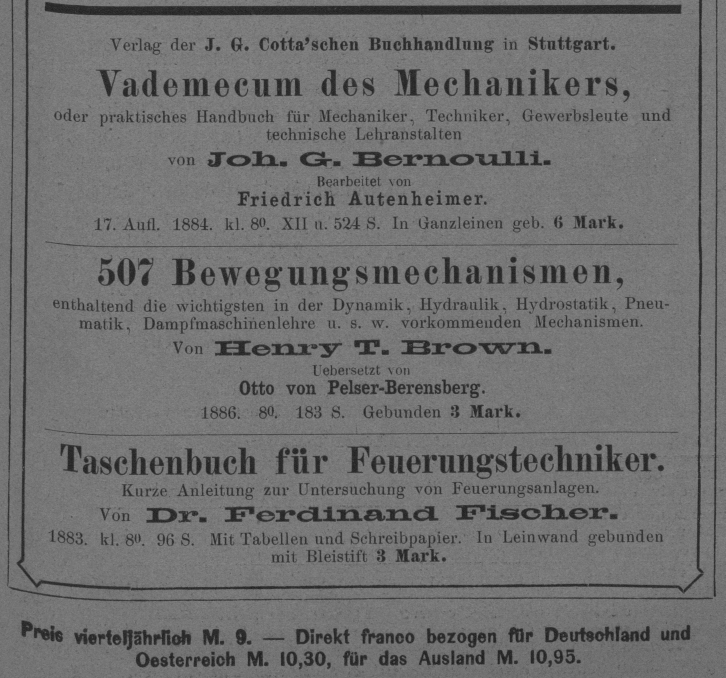 Verlag der J. G. Cotta'schen Buchhandlung in Stuttgart.
Vademecum des Mechanikers,
oder praktisches Handbuch für Mechaniker, Techniker, Gewerbsleute und
technische Lehranstalten
von Joh. G. Bernoulli.
Bearbeitet von
Friedrich Autenheimer.
17. Aufl. 1884. kl. 8º. XII u. 524 S. In Ganzleinen geb. 6 Mark.
507 Bewegungsmechanismen,
enthaltend die wichtigsten in der Dynamik, Hydraulik, Hydrostatik, Pneu-
matik, Dampfmaschinenlehre u. s. w. vorkommenden Mechanismen.
Von Henry T. Brown.
Uebersetzt von
Otto von Pelser-Berensberg.
1886. 8º. 183 S. Gebunden 3 Mark.
Taschenbuch für Feuerungstechniker.
Kurze Anleitung zur Untersuchung von Feuerungsanlagen.
Von Dr. Ferdinand Fischer.
1883. kl. 8º. 96 S. Mit Tabellen und Schreibpapier. In Leinwand gebunden
mit Bleistift 3 Mark.
Preis vierteljährlich M. 9. — Direkt franco bezogen für Deutschland und
Oesterreich M. 10,30, für das Ausland M. 10,95.